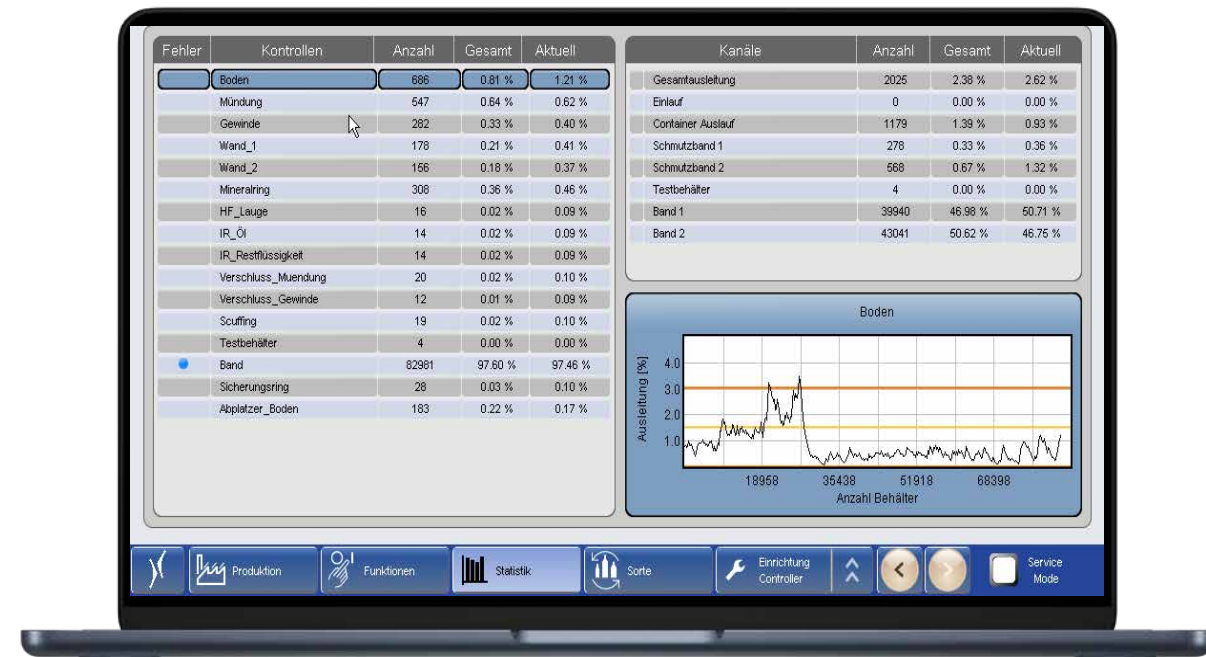 Fehler Kontrollen Anzahl Gesamt Aktuell
Boden 686 0.81 % 1.21 %
Mündung 547 0.64 % 0.62 %
Gewinde 282 0.33 % 0.40 %
Wand_1 178 0.21 % 0.41 %
Wand_2 156 0.18 % 0.37 %
Mineralring 308 0.36 % 0.46 %
HF_Lauge 16 0.02 % 0.09 %
IR_Öl 14 0.02 % 0.09 %
IR_Restflüssigkeit 14 0.02 % 0.09 %
Verschluss_Muendung 20 0.02 % 0.10 %
Verschluss_Gewinde 12 0.01 % 0.09 %
Scuffing 19 0.02 % 0.10 %
Testbehälter 4 0.00 % 0.00 %
Band 82981 97.60 % 97.46 %
Sicherungsring 28 0.03 % 0.10 %
Abplatzer_Boden 183 0.22 % 0.17 %
Kanäle Anzahl Gesamt Aktuell
Gesamtausleitung 2025 2.38 % 2.62 %
Einlauf 0 0.00 % 0.00 %
Container Auslauf 1179 1.39 % 0.93 %
Schmutzband 1 278 0.33 % 0.36 %
Schmutzband 2 568 0.67 % 1.32 %
Testbehälter 4 0.00 % 0.00 %
Band 1 39940 46.98 % 50.71 %
Band 2 43041 50.62 % 46.75 %
Boden
Ausleitung [%]
4.0
3.0
2.0
1.0
18958 35438 51918 68398
Anzahl Behälter
Produktion
Funktionen
Statistik
Sorte
Einrichtung
Controller
Service
Mode